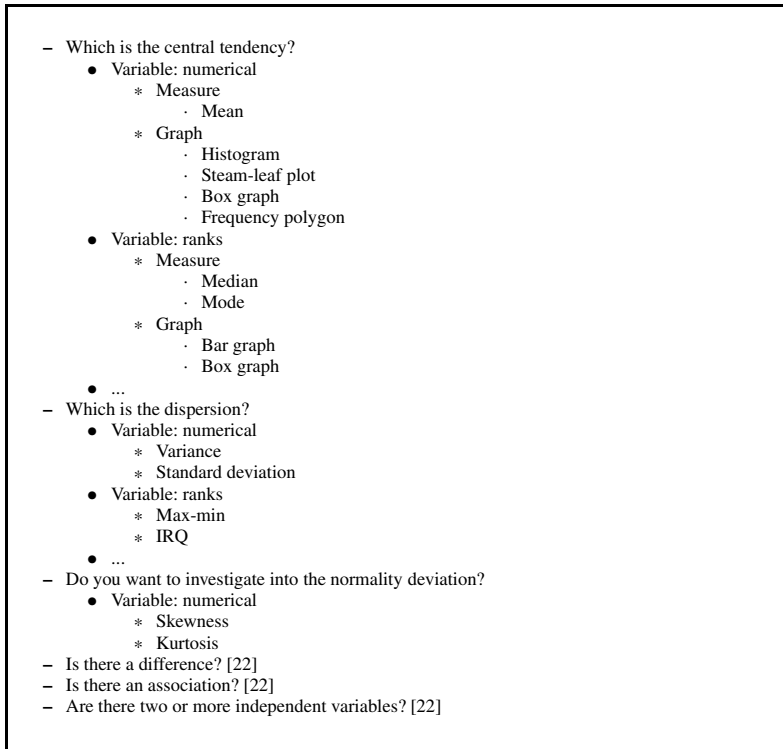 – Which is the central tendency?
• Variable: numerical
∗ Measure
· Mean
∗ Graph
· Histogram
· Steam-leaf plot
· Box graph
· Frequency polygon
• Variable: ranks
∗ Measure
· Median
· Mode
∗ Graph
· Bar graph
· Box graph
• ...
– Which is the dispersion?
• Variable: numerical
∗ Variance
∗ Standard deviation
• Variable: ranks
∗ Max-min
∗ IRQ
• ...
– Do you want to investigate into the normality deviation?
• Variable: numerical
∗ Skewness
∗ Kurtosis
– Is there a difference? [22]
– Is there an association? [22]
– Are there two or more independent variables? [22]